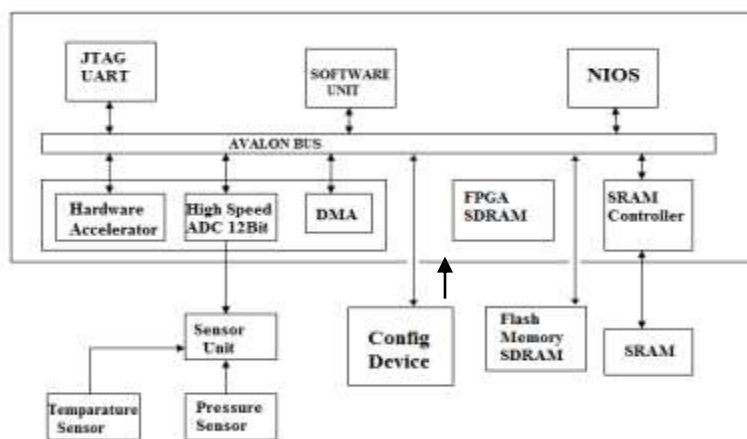 JTAG
UART
SOFTWARE
UNIT
NIOS
AVALON BUS
Hardware
Accelerator
High Speed
ADC 12Bit
DMA
FPGA
SDRAM
SRAM
Controller
Sensor
Unit
Config
Device
Flash
Memory
SDRAM
SRAM
Temparature
Sensor
Pressure
Sensor